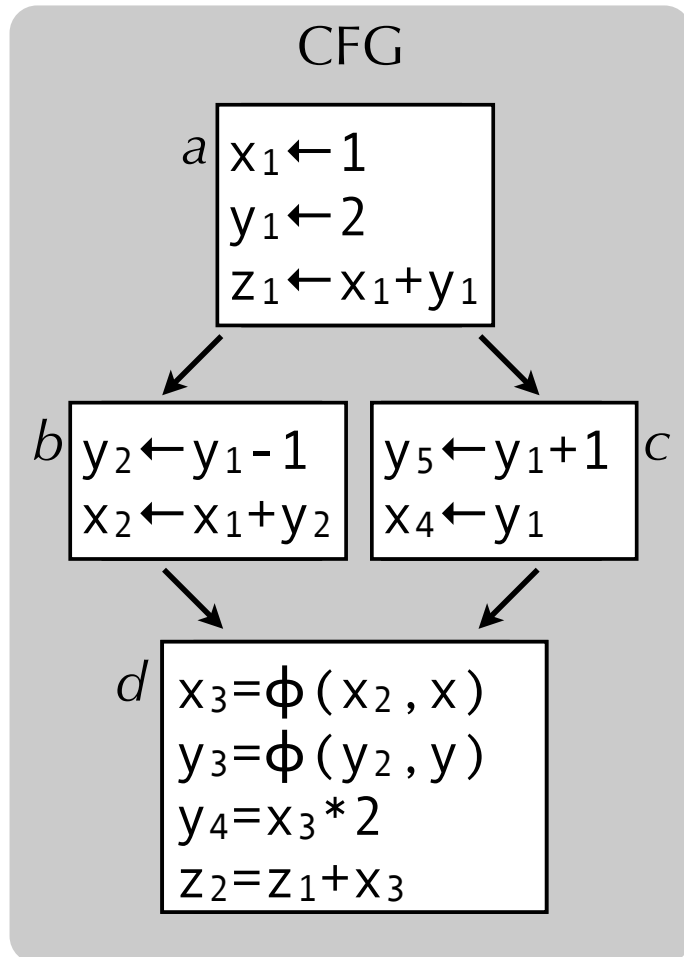 CFG
a
x₁←1
y₁←2
z₁←x₁+y₁
b
y₂←y₁-1
x₂←x₁+y₂
y₅←y₁+1
x₄←y₁
c
d
x₃=ϕ(x₂,x)
y₃=ϕ(y₂,y)
y₄=x₃*2
z₂=z₁+x₃